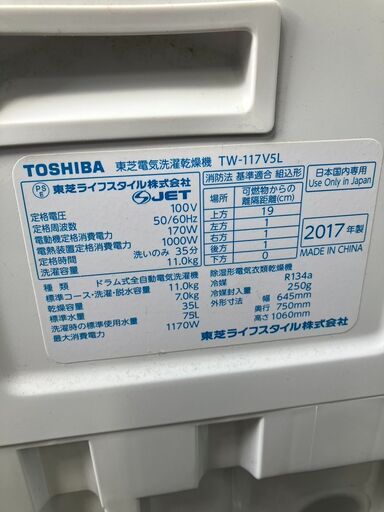 TOSHIBA 東芝電気洗濯乾燥機 TW-117V5L
PS
E
東芝ライフスタイル株式会社
JET
定格電圧 100V
定格周波数 50/60Hz
電動機定格消費電力 170W
電熱装置定格消費電力 1000W
定格時間 洗いのみ 35分
洗濯容量 11.0kg
消防法 基準適合 組込形
場所 可燃物からの離隔距離(cm)
上方 19
左方 1
右方 1
後方 1
下方 0
日本国内専用
Use Only in Japan
2017年
MADE IN CHINA
種類 ドラム式全自動電気洗濯機
標準コース・洗濯・脱水容量 11.0kg
乾燥容量 7.0kg
標準水量 35L
洗濯時の標準使用水量 75L
最大消費電力 1170W
除湿形電気衣類乾燥機
冷媒 R134a
冷媒封入量 250g
外形寸法 幅 645mm
奥行 750mm
高さ 1060mm
東芝ライフスタイル株式会社